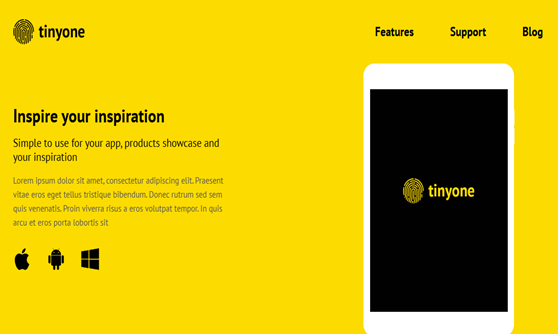 tinyone
Features Support Blog
Inspire your inspiration
Simple to use for your app, products showcase and
your inspiration
Lorem ipsum dolor sit amet, consectetur adipiscing elit. Praesent
vitae eros eget tellus tristique bibendum. Donec rutrum sed sem
quis venenatis. Proin viverra risus a eros volutpat tempor. In quis
arcu et eros porta lobortis sit
tinyone